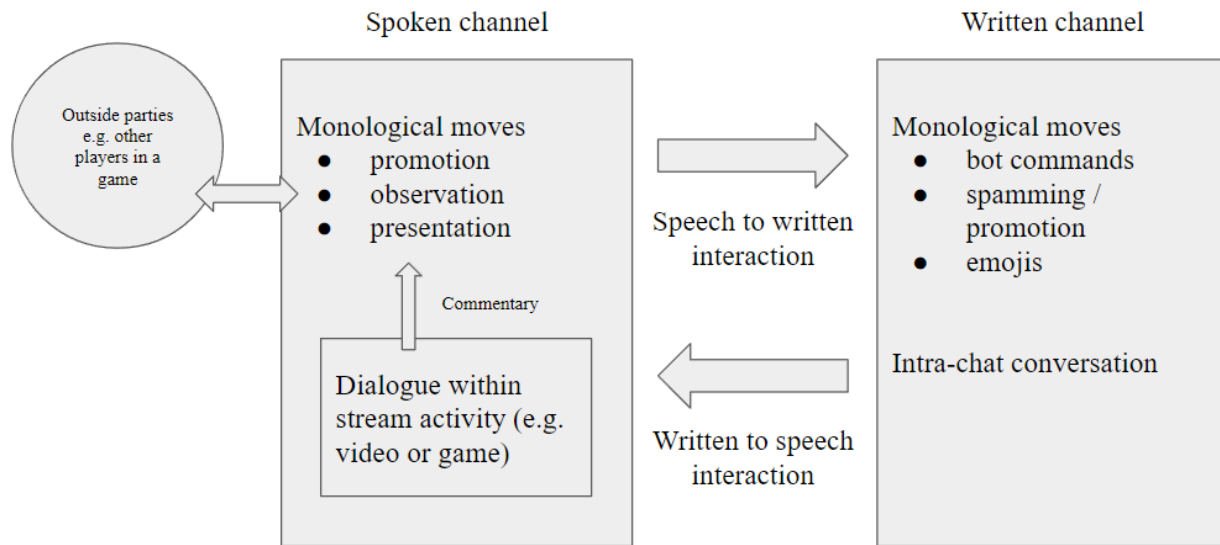 Spoken channel
Written channel
Outside parties
e.g. other
players in a
game
Monological moves
● promotion
● observation
● presentation
Commentary
Dialogue within
stream activity (e.g.
video or game)
Speech to written
interaction
Written to speech
interaction
Monological moves
● bot commands
● spamming /
promotion
● emojis
Intra-chat conversation